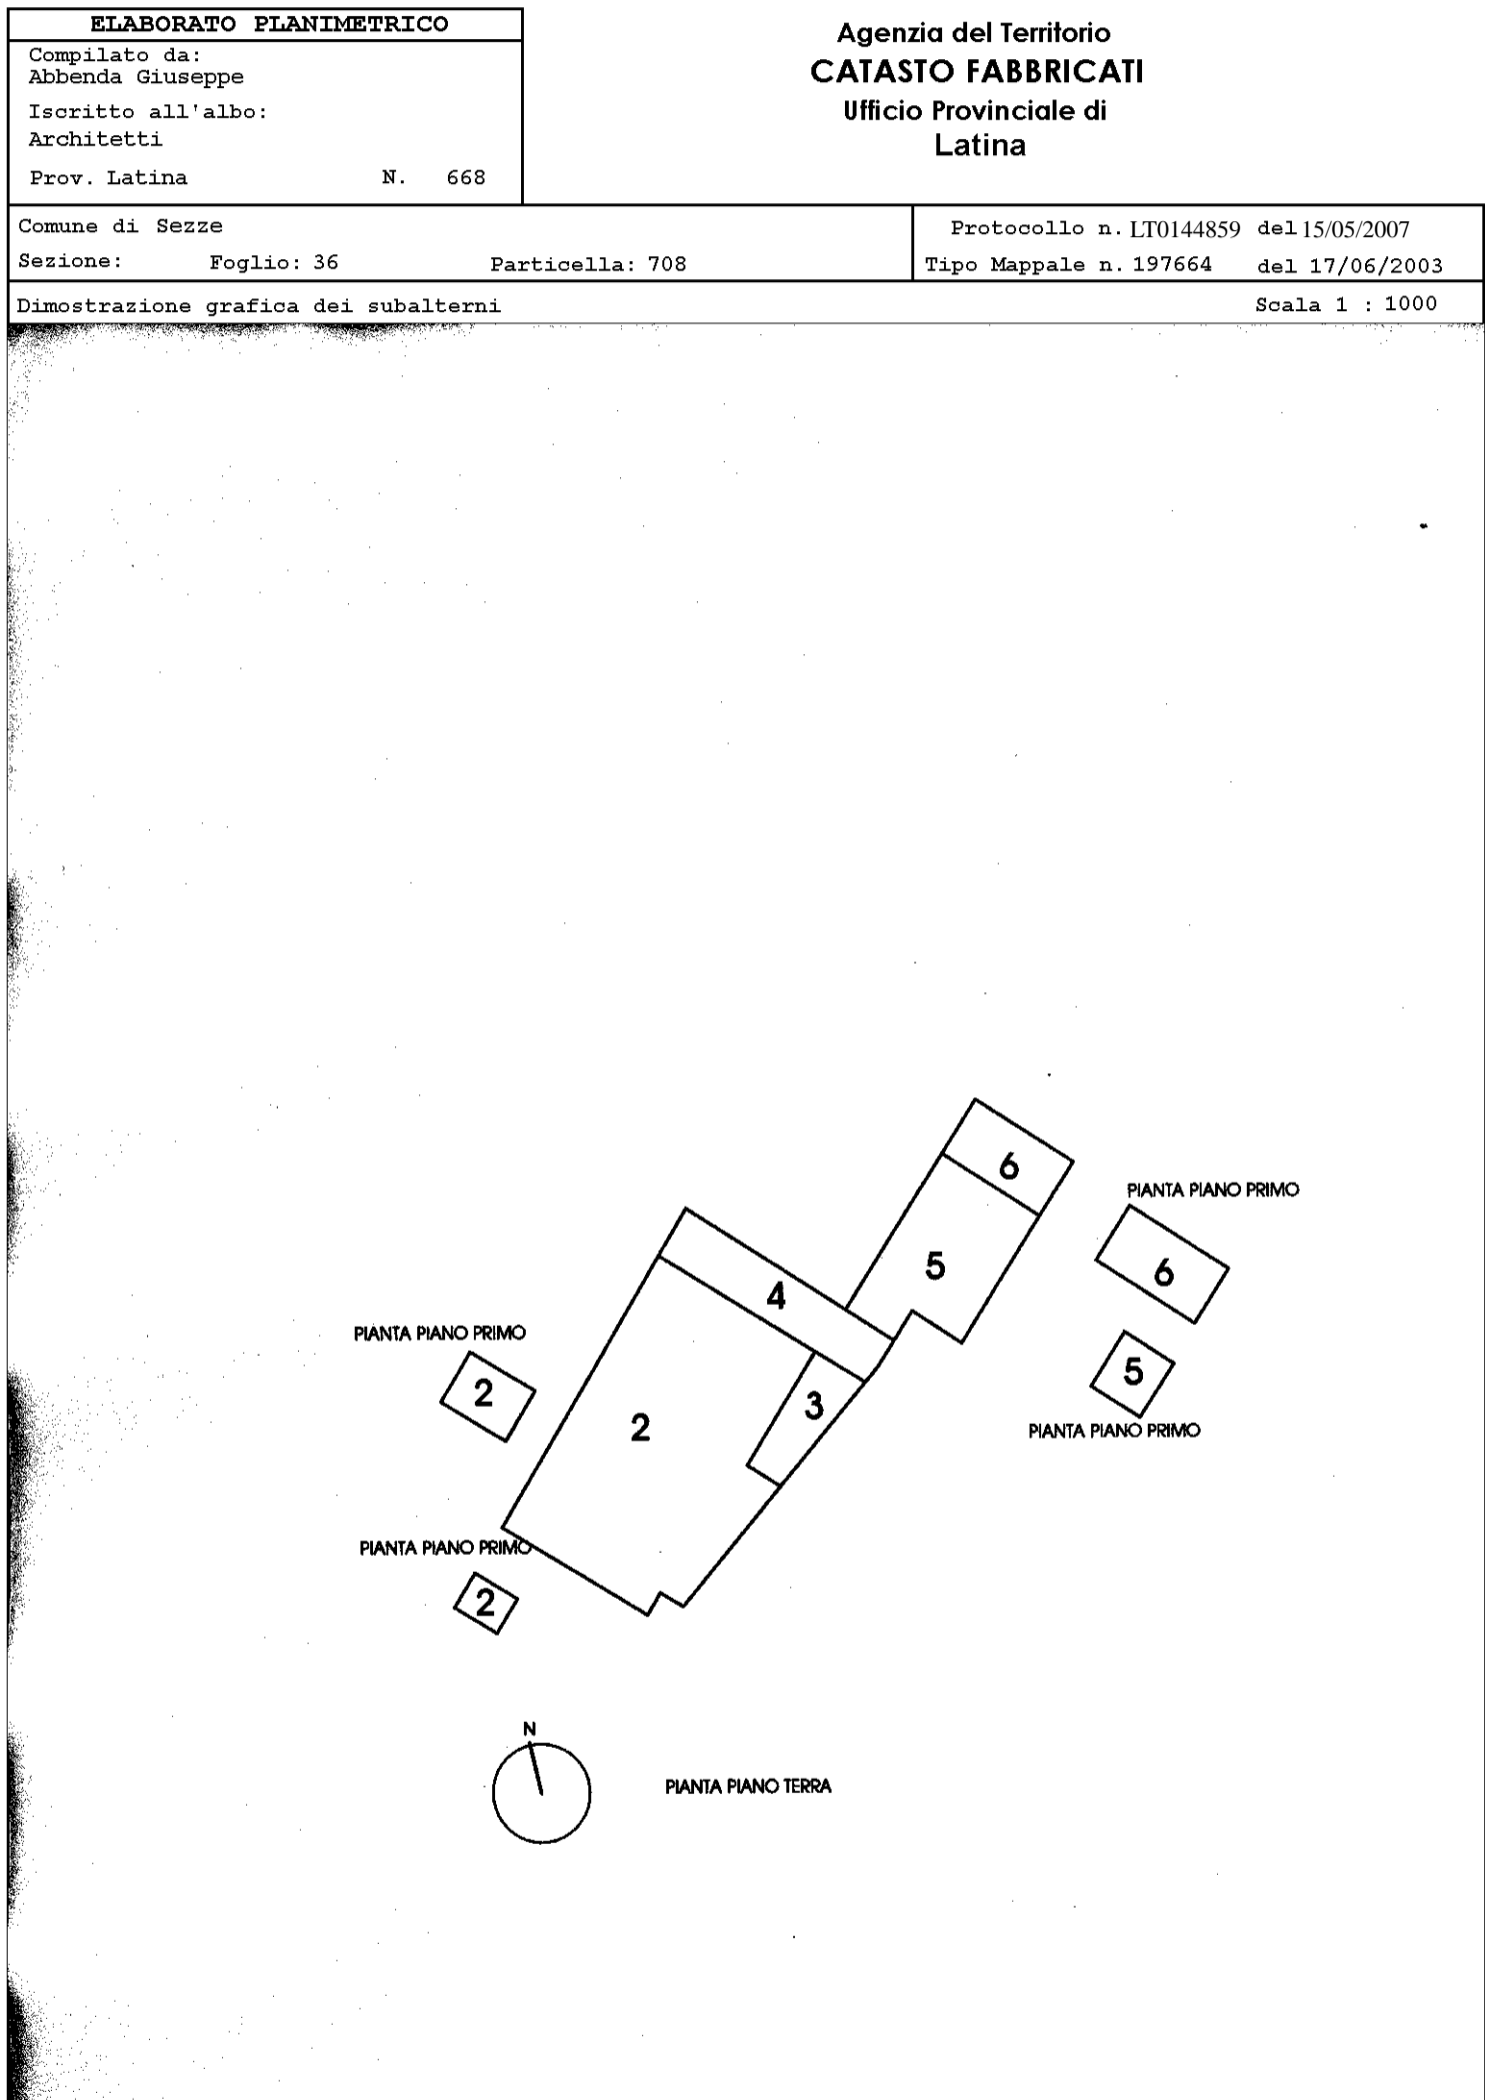 ELABORATO PLANIMETRICO
Compilato da:
Abbenda Giuseppe
Iscritto all'albo:
Architetti
Prov. Latina N. 668
Agenzia del Territorio
CATASTO FABBRICATI
Ufficio Provinciale di
Latina
Comune di Sezze
Sezione: Foglio: 36 Particella: 708
Protocollo n. LT0144859 del 15/05/2007
Tipo Mappale n. 197664 del 17/06/2003
Dimostrazione grafica dei subalterni Scala 1 : 1000
6
PIANTA PIANO PRIMO
5
6
4
PIANTA PIANO PRIMO
2
5
3
2
PIANTA PIANO PRIMO
PIANTA PIANO PRIMO
2
N
PIANTA PIANO TERRA